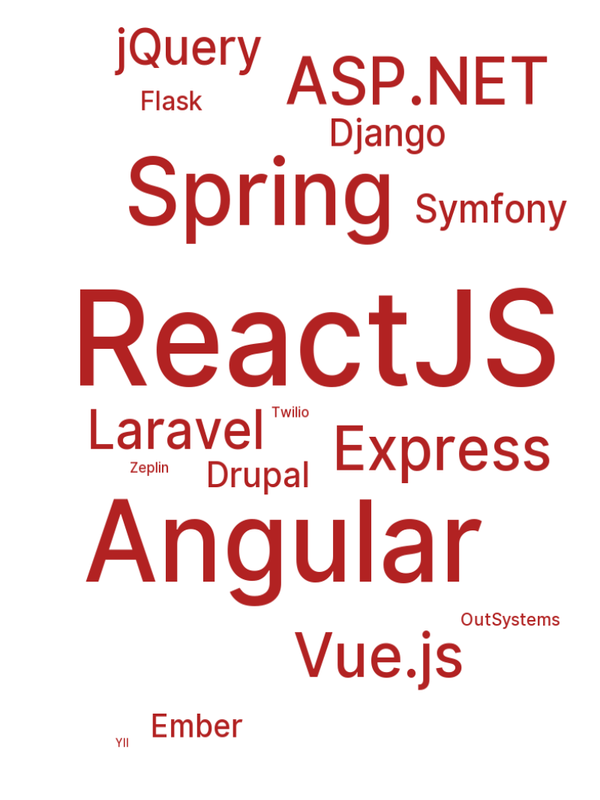 jQuery
ASP.NET
Flask
Django
Spring
Symfony
ReactJS
Laravel
Twilio
Express
Zeplin
Drupal
Angular
OutSystems
Vue.js
Ember
YII